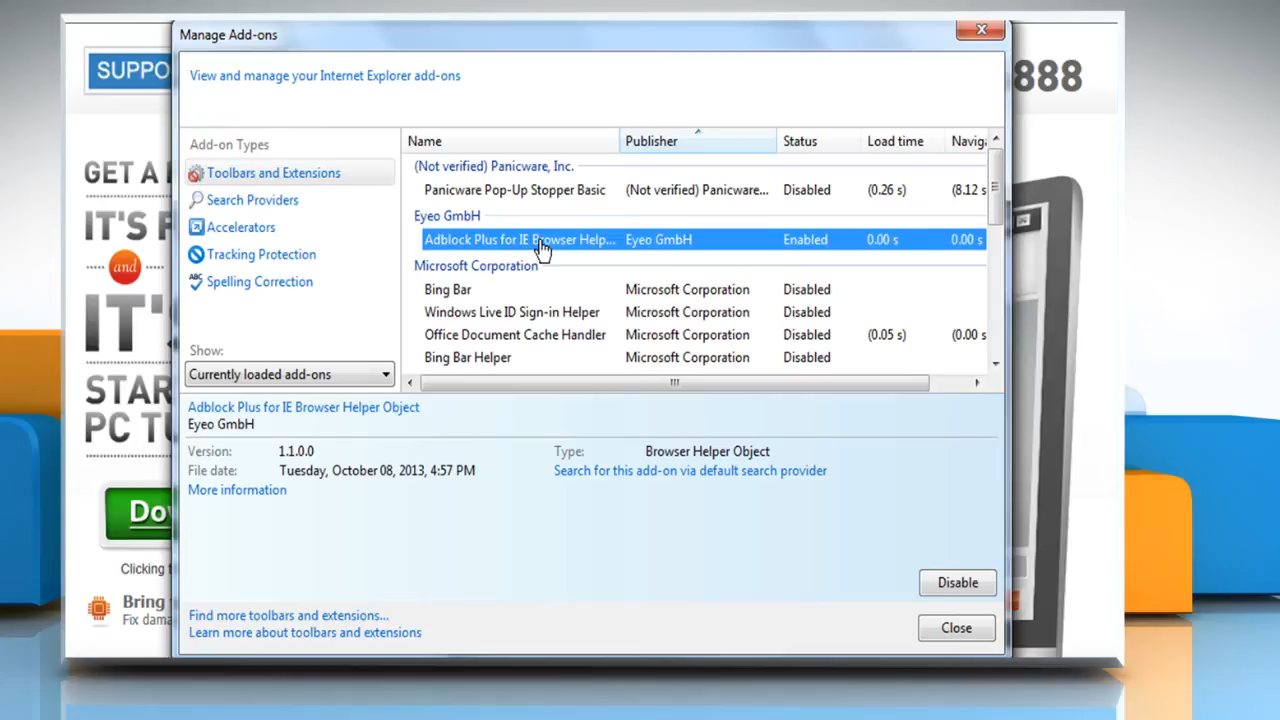 Manage Add-ons
View and manage your Internet Explorer add-ons
SUPPO
888
GET A
IT'S
and
IT'
STAR
PC TU
Do
Clicking t
Bring
Fix dama
Add-on Types
Toolbars and Extensions
Search Providers
Accelerators
Tracking Protection
ABC
Spelling Correction
Show:
Currently loaded add-ons
Name Publisher Status Load time Naviga
(Not verified) Panicware, Inc.
Panicware Pop-Up Stopper Basic (Not verified) Panicware... Disabled (0.26 s) (8.12 s
Eyeo GmbH
Adblock Plus for IE Browser Help... Eyeo GmbH Enabled 0.00 s 0.00 s
Microsoft Corporation
Bing Bar Microsoft Corporation Disabled
Windows Live ID Sign-in Helper Microsoft Corporation Disabled
Office Document Cache Handler Microsoft Corporation Disabled (0.05 s) (0.00 s
Bing Bar Helper Microsoft Corporation Disabled
Adblock Plus for IE Browser Helper Object
Eyeo GmbH
Version: 1.1.0.0 Type: Browser Helper Object
File date: Tuesday, October 08, 2013, 4:57 PM Search for this add-on via default search provider
More information
Disable
Find more toolbars and extensions...
Learn more about toolbars and extensions
Close